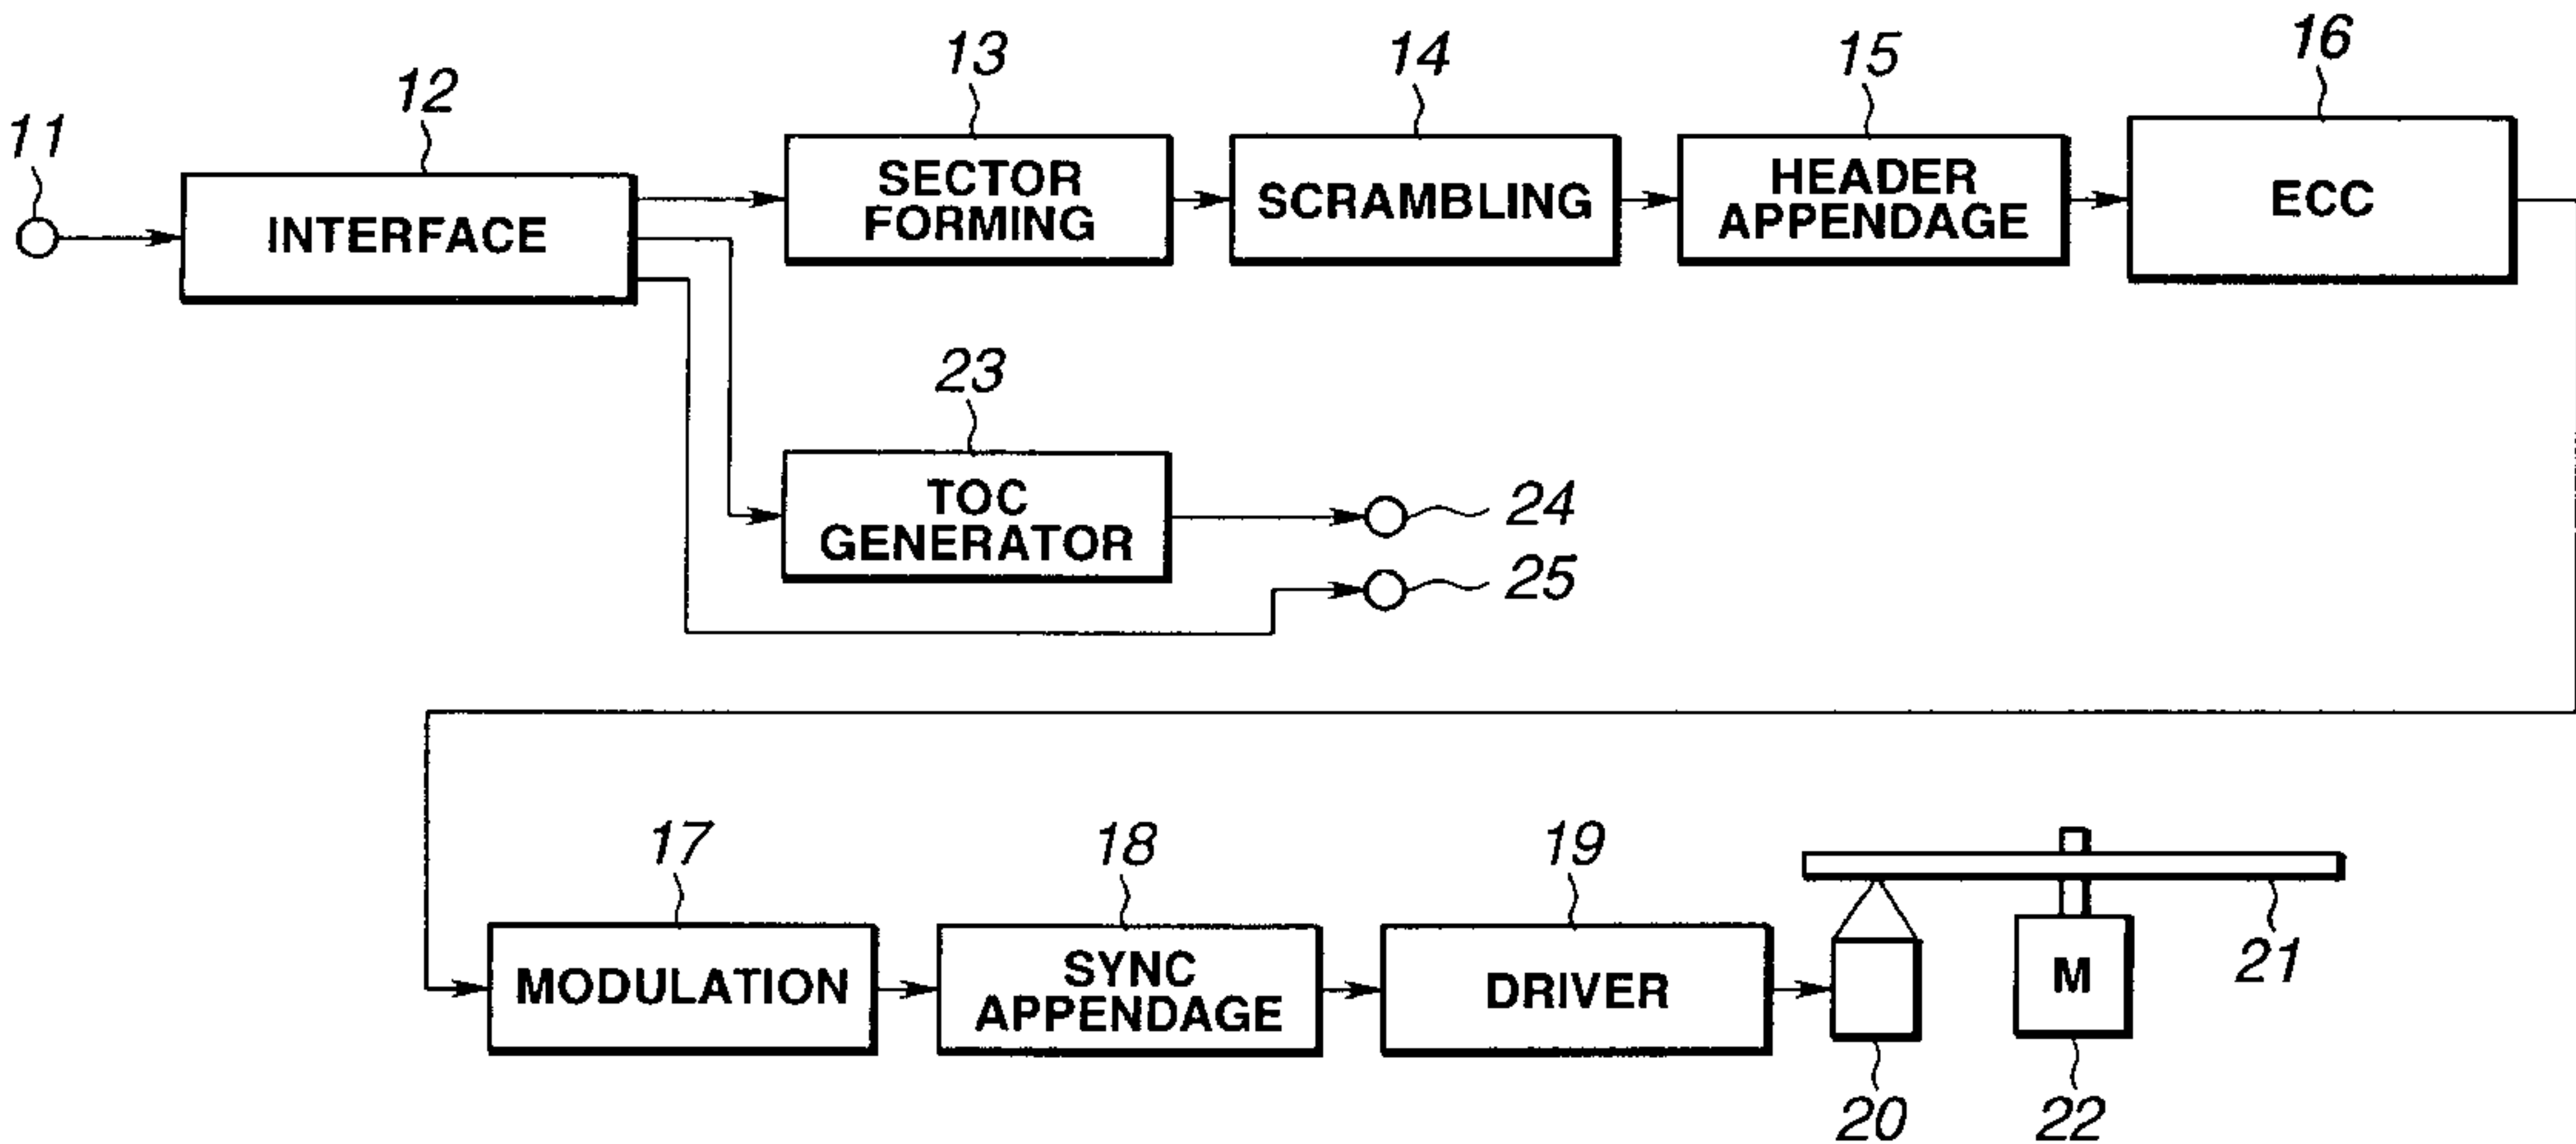 11
12
INTERFACE
13
SECTOR
FORMING
14
SCRAMBLING
15
HEADER
APPENDAGE
16
ECC
23
TOC
GENERATOR
24
25
17
MODULATION
18
SYNC
APPENDAGE
19
DRIVER
20
M
22
21